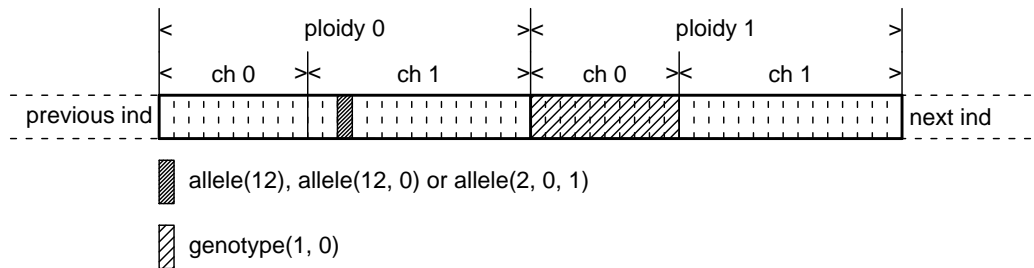 ploidy 0 ploidy 1
ch 0 ch 1 ch 0 ch 1
previous ind next ind
allele(12), allele(12, 0) or allele(2, 0, 1)
genotype(1, 0)